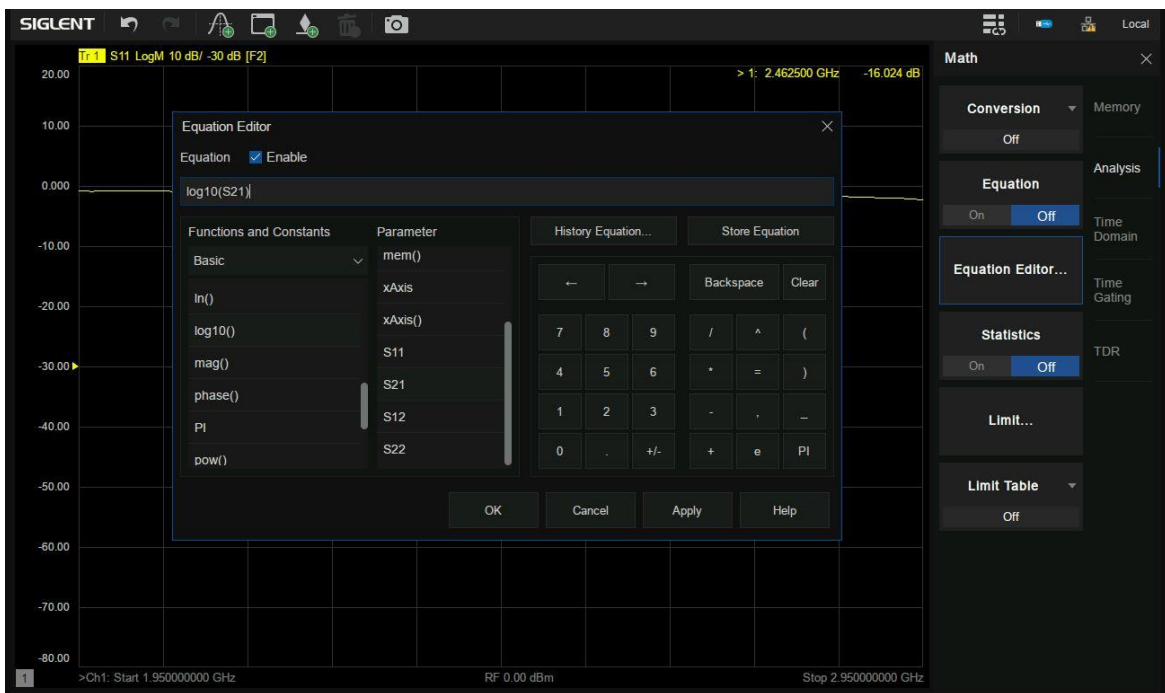 SIGLENT Local
Tr 1 S11 LogM 10 dB/ -30 dB [F2]
> 1: 2.462500 GHz -16.024 dB
20.00
10.00
0.000
-10.00
-20.00
-30.00
-40.00
-50.00
-60.00
-70.00
-80.00
Equation Editor
Equation Enable
log10(S21)
Functions and Constants
Basic
ln()
log10()
mag()
phase()
PI
pow()
Parameter
mem()
xAxis
xAxis()
S11
S21
S12
S22
History Equation... Store Equation
← → Backspace Clear
7 8 9 / ^ (
4 5 6 * = )
1 2 3 - , _
0 . +/- + e PI
OK Cancel Apply Help
1 >Ch1: Start 1.950000000 GHz RF 0.00 dBm Stop 2.950000000 GHz
Math
Conversion
Off
Equation
On Off
Equation Editor...
Statistics
On Off
Limit...
Limit Table
Off
Memory
Analysis
Time
Domain
Time
Gating
TDR